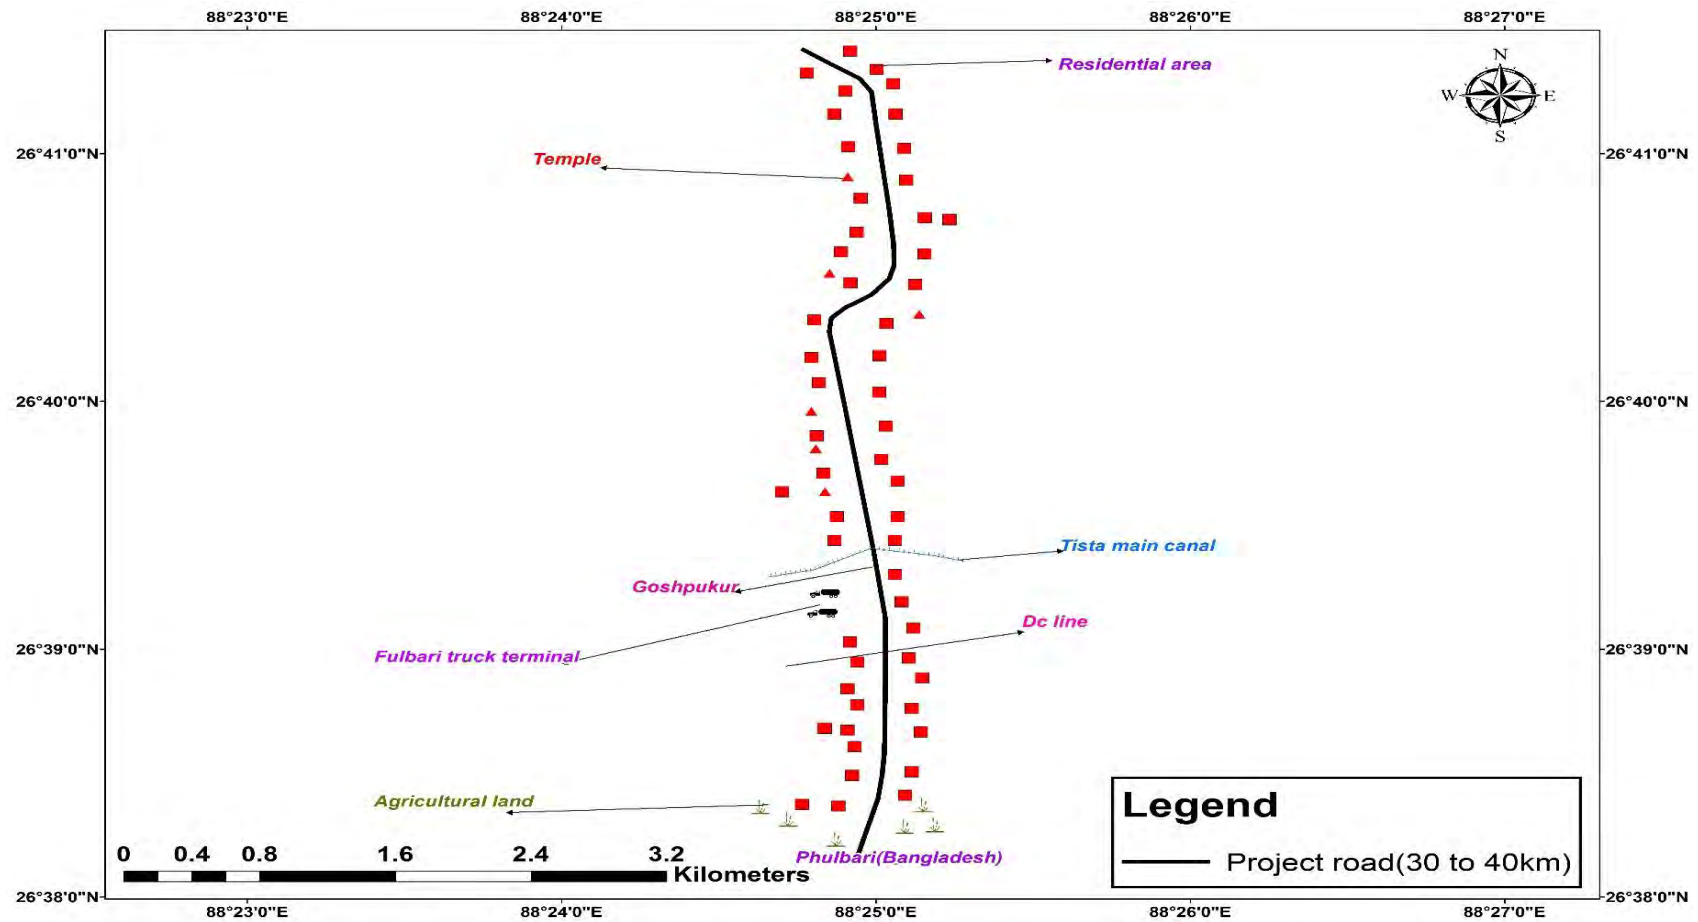 88°23'0"E 88°24'0"E 88°25'0"E 88°26'0"E 88°27'0"E
N
W E
S
Residential area
26°41'0"N 26°41'0"N
Temple
26°40'0"N 26°40'0"N
Tista main canal
Goshpukur
Dc line
26°39'0"N 26°39'0"N
Fulbari truck terminal
Agricultural land
Legend
Project road(30 to 40km)
Phulbari(Bangladesh)
0 0.4 0.8 1.6 2.4 3.2
Kilometers
26°38'0"N 26°38'0"N
88°23'0"E 88°24'0"E 88°25'0"E 88°26'0"E 88°27'0"E